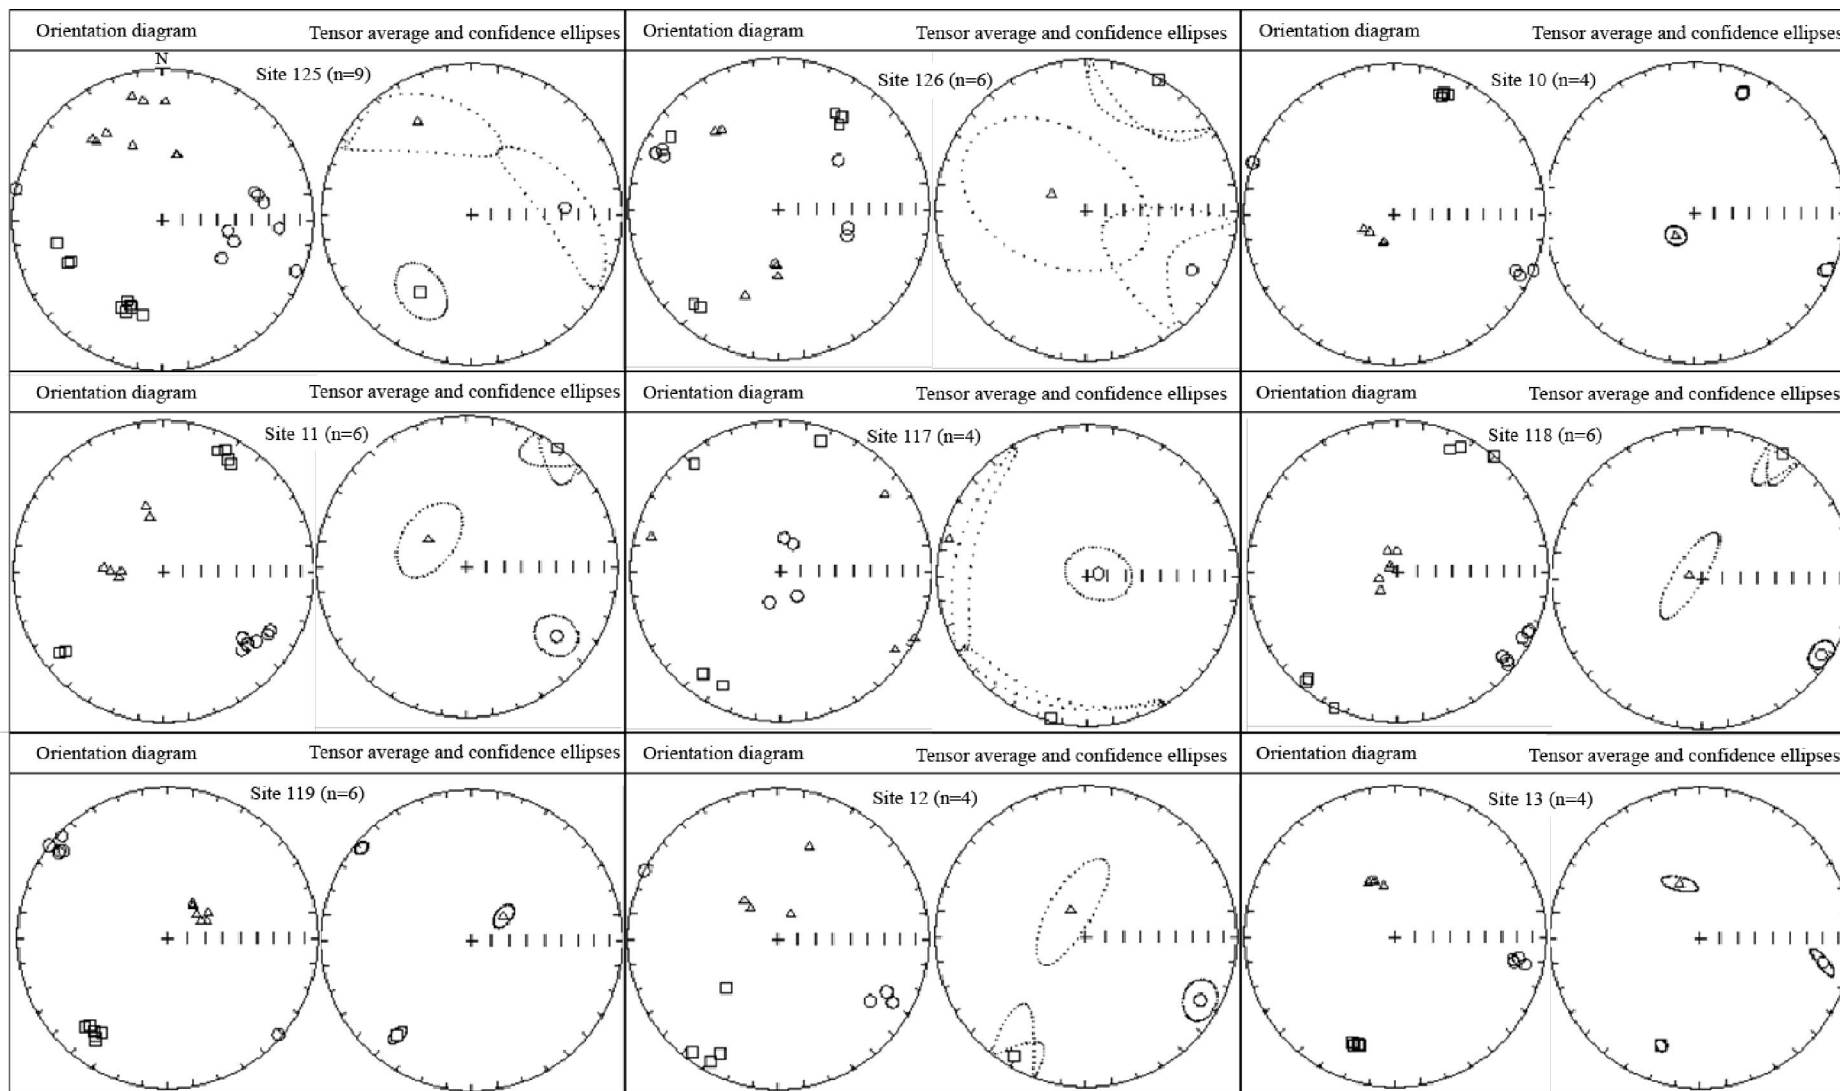 Orientation diagram Tensor average and confidence ellipses Orientation diagram Tensor average and confidence ellipses Orientation diagram Tensor average and confidence ellipses
N
Site 125 (n=9) Site 126 (n=6) Site 10 (n=4)
Orientation diagram Tensor average and confidence ellipses Orientation diagram Tensor average and confidence ellipses Orientation diagram Tensor average and confidence ellipses
Site 11 (n=6) Site 117 (n=4) Site 118 (n=6)
Orientation diagram Tensor average and confidence ellipses Orientation diagram Tensor average and confidence ellipses Orientation diagram Tensor average and confidence ellipses
Site 119 (n=6) Site 12 (n=4) Site 13 (n=4)